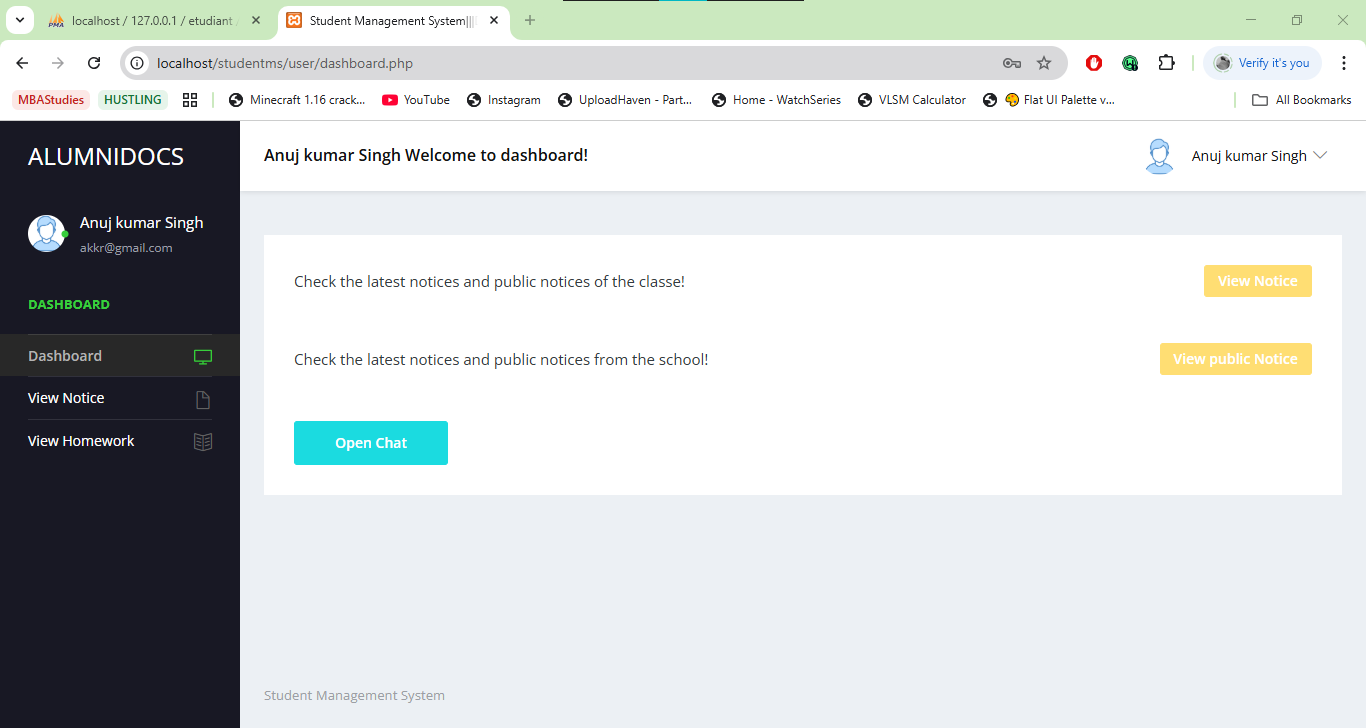 localhost / 127.0.0.1 / etudiant
Student Management System|||
localhost/studentms/user/dashboard.php
Verify it's you
MBAStudies
HUSTLING
Minecraft 1.16 crack...
YouTube
Instagram
UploadHaven - Part...
Home - WatchSeries
VLSM Calculator
Flat UI Palette v...
All Bookmarks
ALUMNIDOCS
Anuj kumar Singh Welcome to dashboard!
Anuj kumar Singh
Anuj kumar Singh
akkr@gmail.com
DASHBOARD
Dashboard
View Notice
View Homework
Check the latest notices and public notices of the classe!
View Notice
Check the latest notices and public notices from the school!
View public Notice
Open Chat
Student Management System